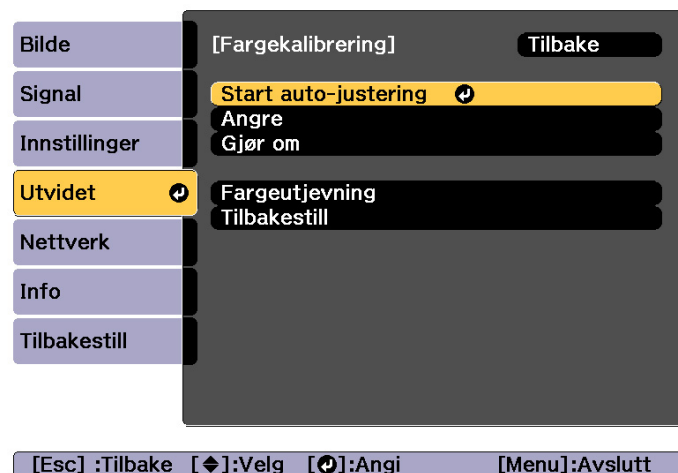 Bilde
Signal
Innstillinger
Utvidet
Nettverk
Info
Tilbakestill
[Fargekalibrering] Tilbake
Start auto-justering
Angre
Gjør om
Fargeutjevning
Tilbakestill
[Esc] :Tilbake [◆]:Velg [⏎]:Angi [Menu]:Avslutt